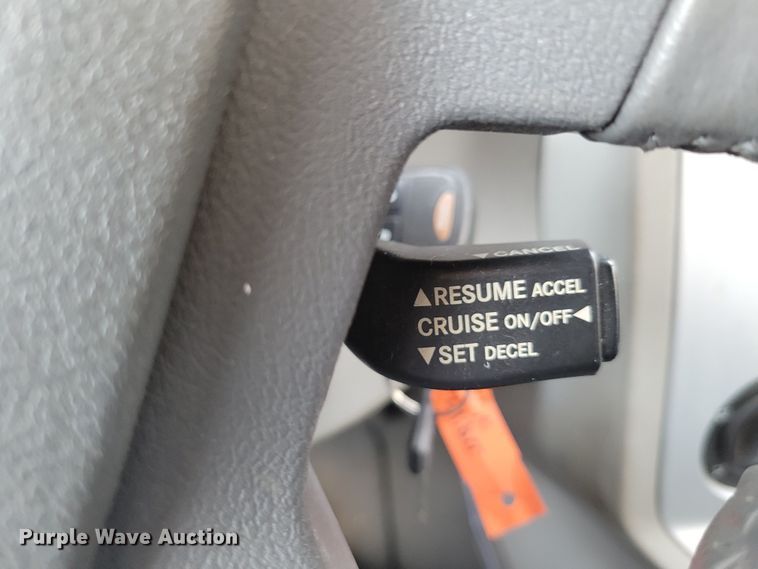 ▼ CANCEL
▲RESUME ACCEL
CRUISE ON/OFF◀
▼SET DECEL
Purple Wave Auction